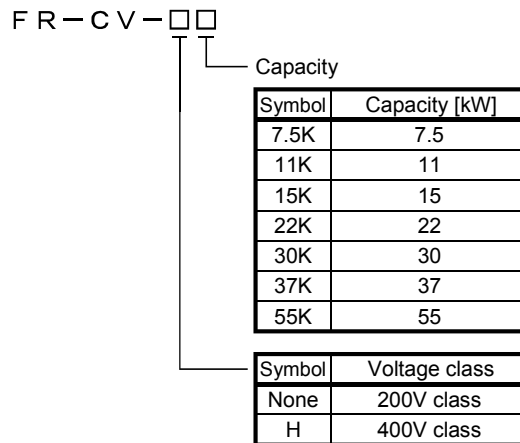 FR－CV－□□
Capacity
Symbol Capacity [kW]
7.5K 7.5
11K 11
15K 15
22K 22
30K 30
37K 37
55K 55
Symbol Voltage class
None 200V class
H 400V class